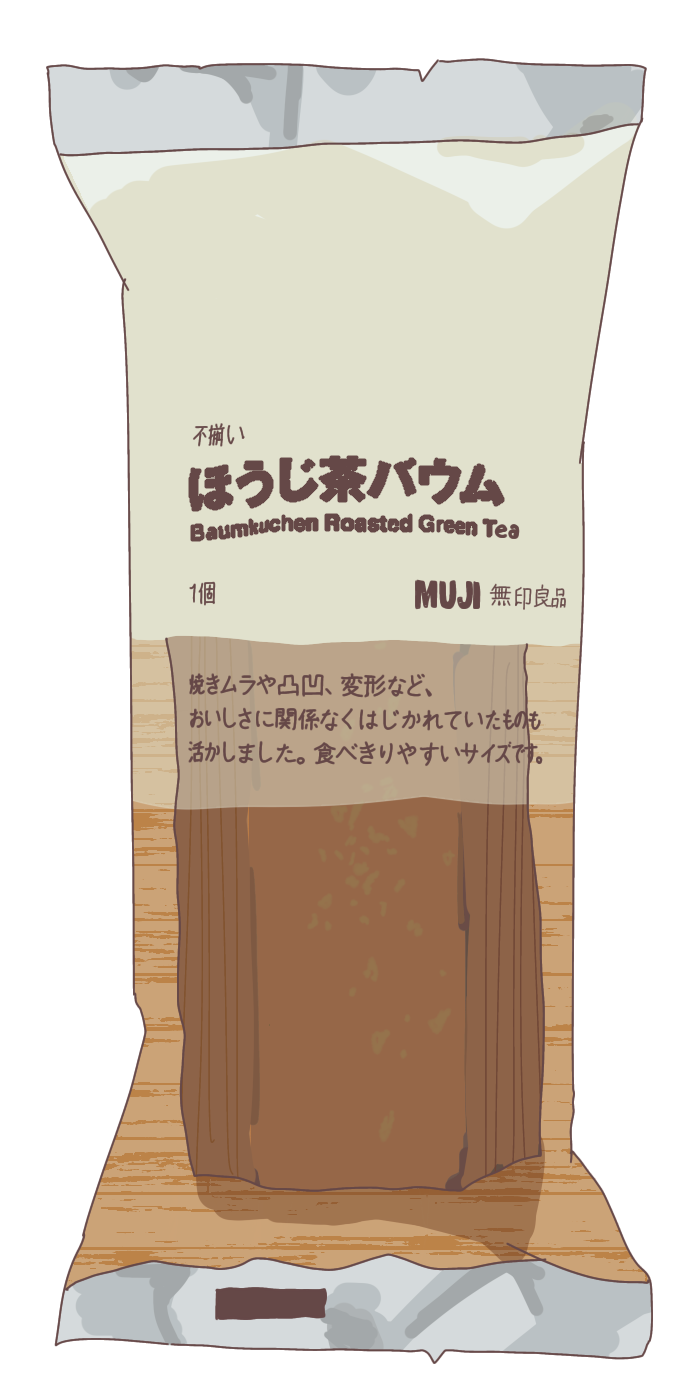 不揃い
ほうじ茶バウム
Baumkuchen Roasted Green Tea
1個
MUJI 無印良品
焼きムラや凸凹、変形など、
おいしさに関係なくはじかれていたものも
活かしました。食べきりやすいサイズです。